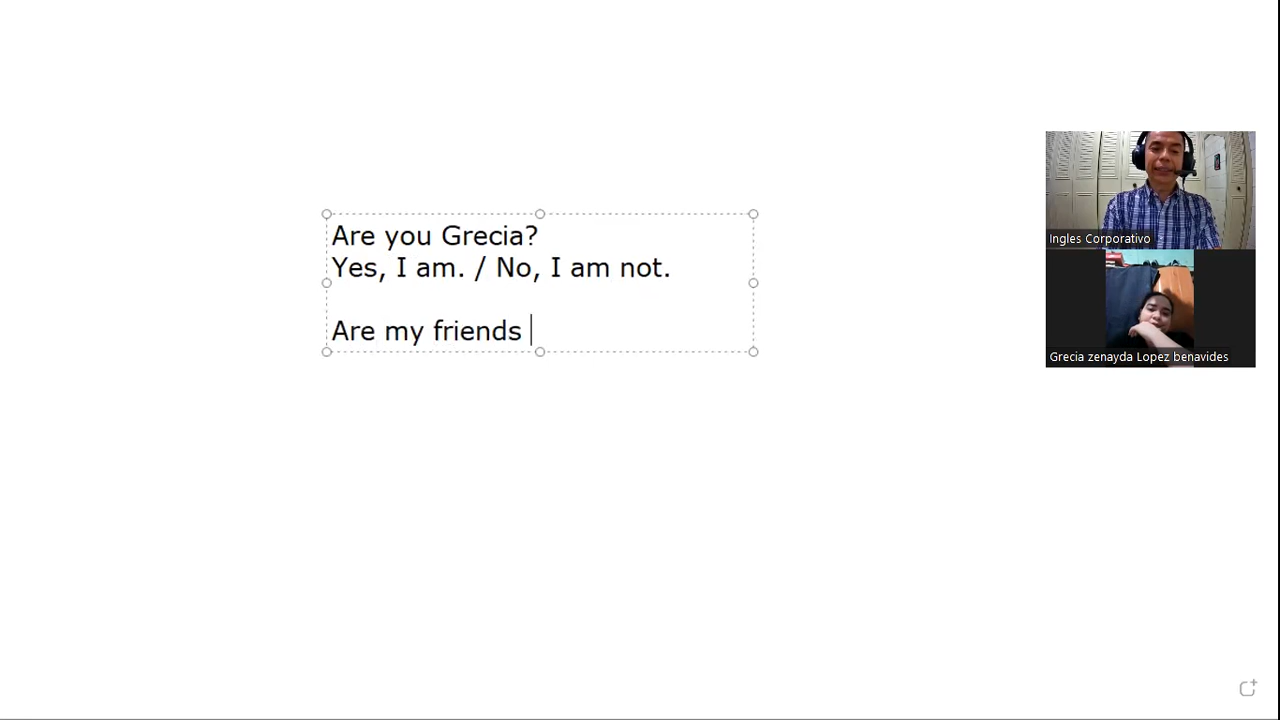 Are you Grecia?
Yes, I am. / No, I am not.
Are my friends
Ingles Corporativo
Grecia zenayda Lopez benavides